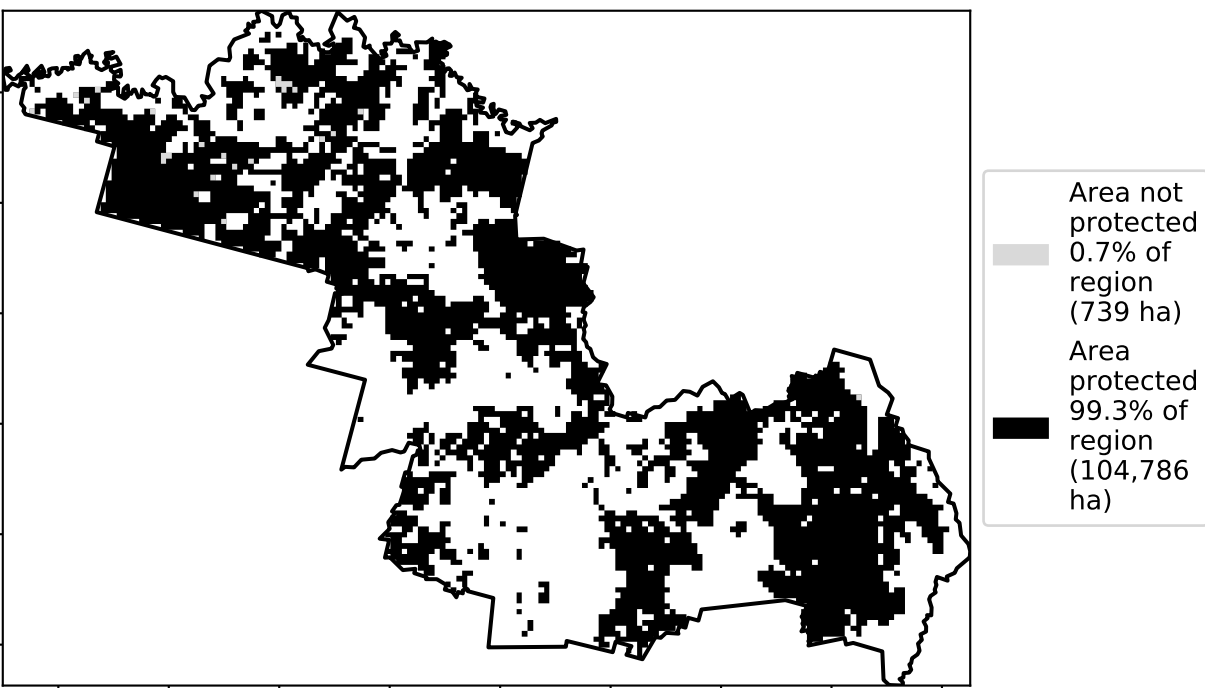 Area not
protected
0.7% of
region
(739 ha)
Area
protected
99.3% of
region
(104,786
ha)